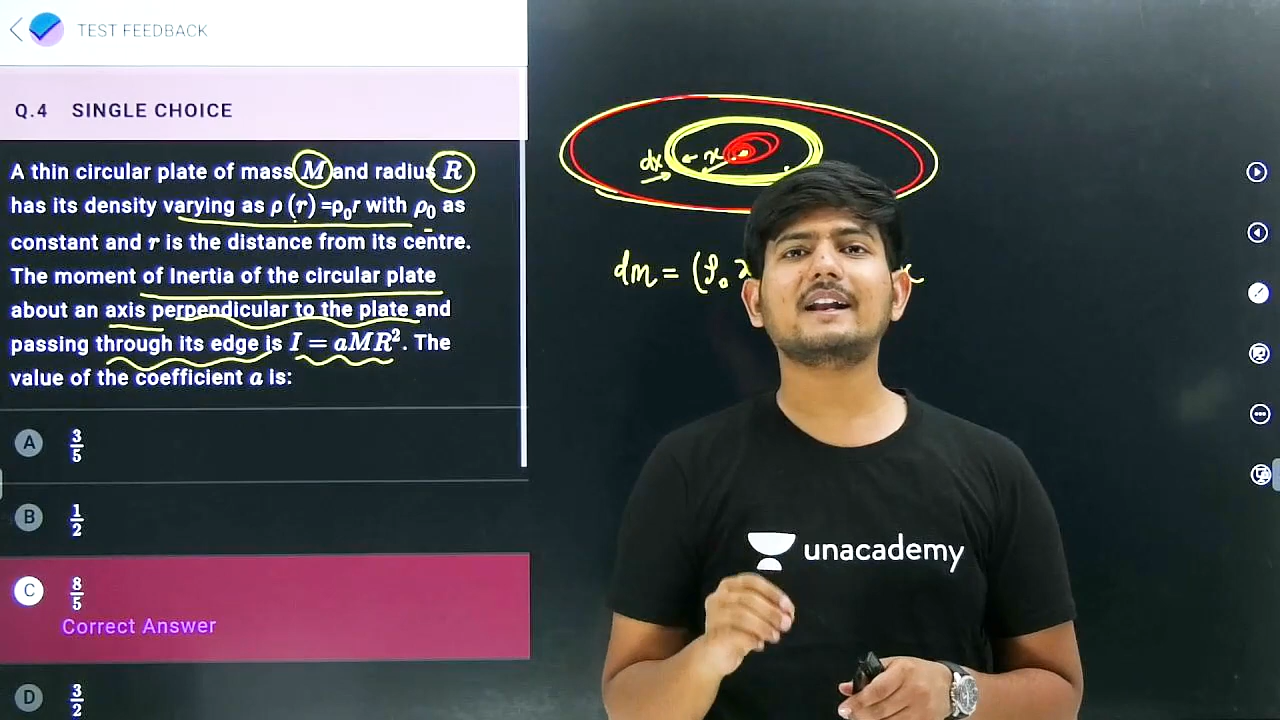 TEST FEEDBACK
Q.4 SINGLE CHOICE
A thin circular plate of mass M and radius R
has its density varying as ρ (r) =ρ₀r with ρ₀ as
constant and r is the distance from its centre.
The moment of Inertia of the circular plate
about an axis perpendicular to the plate and
passing through its edge is I = aMR². The
value of the coefficient a is:
A 3/5
B 1/2
C 8/5
Correct Answer
D 3/2
dx x
dm = (ρ₀ x
unacademy